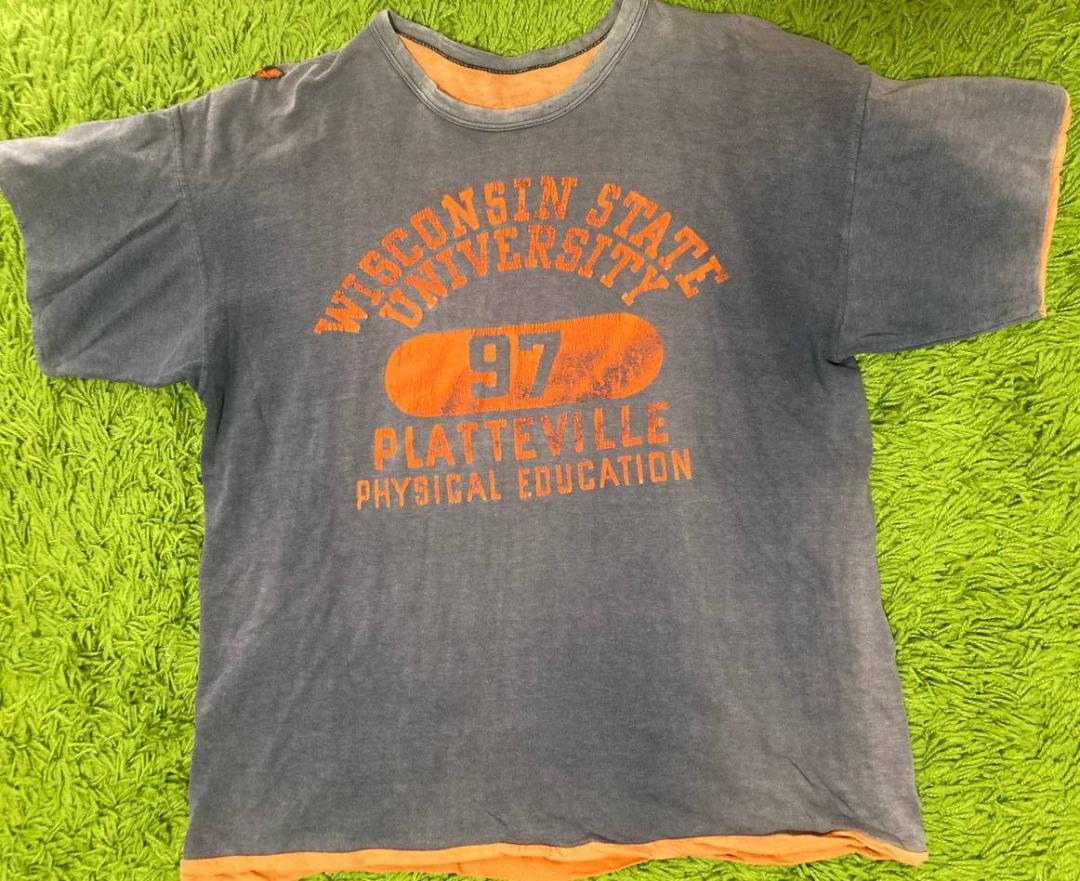 WISCONSIN STATE
UNIVERSITY
97
PLATTEVILLE
PHYSICAL EDUCATION